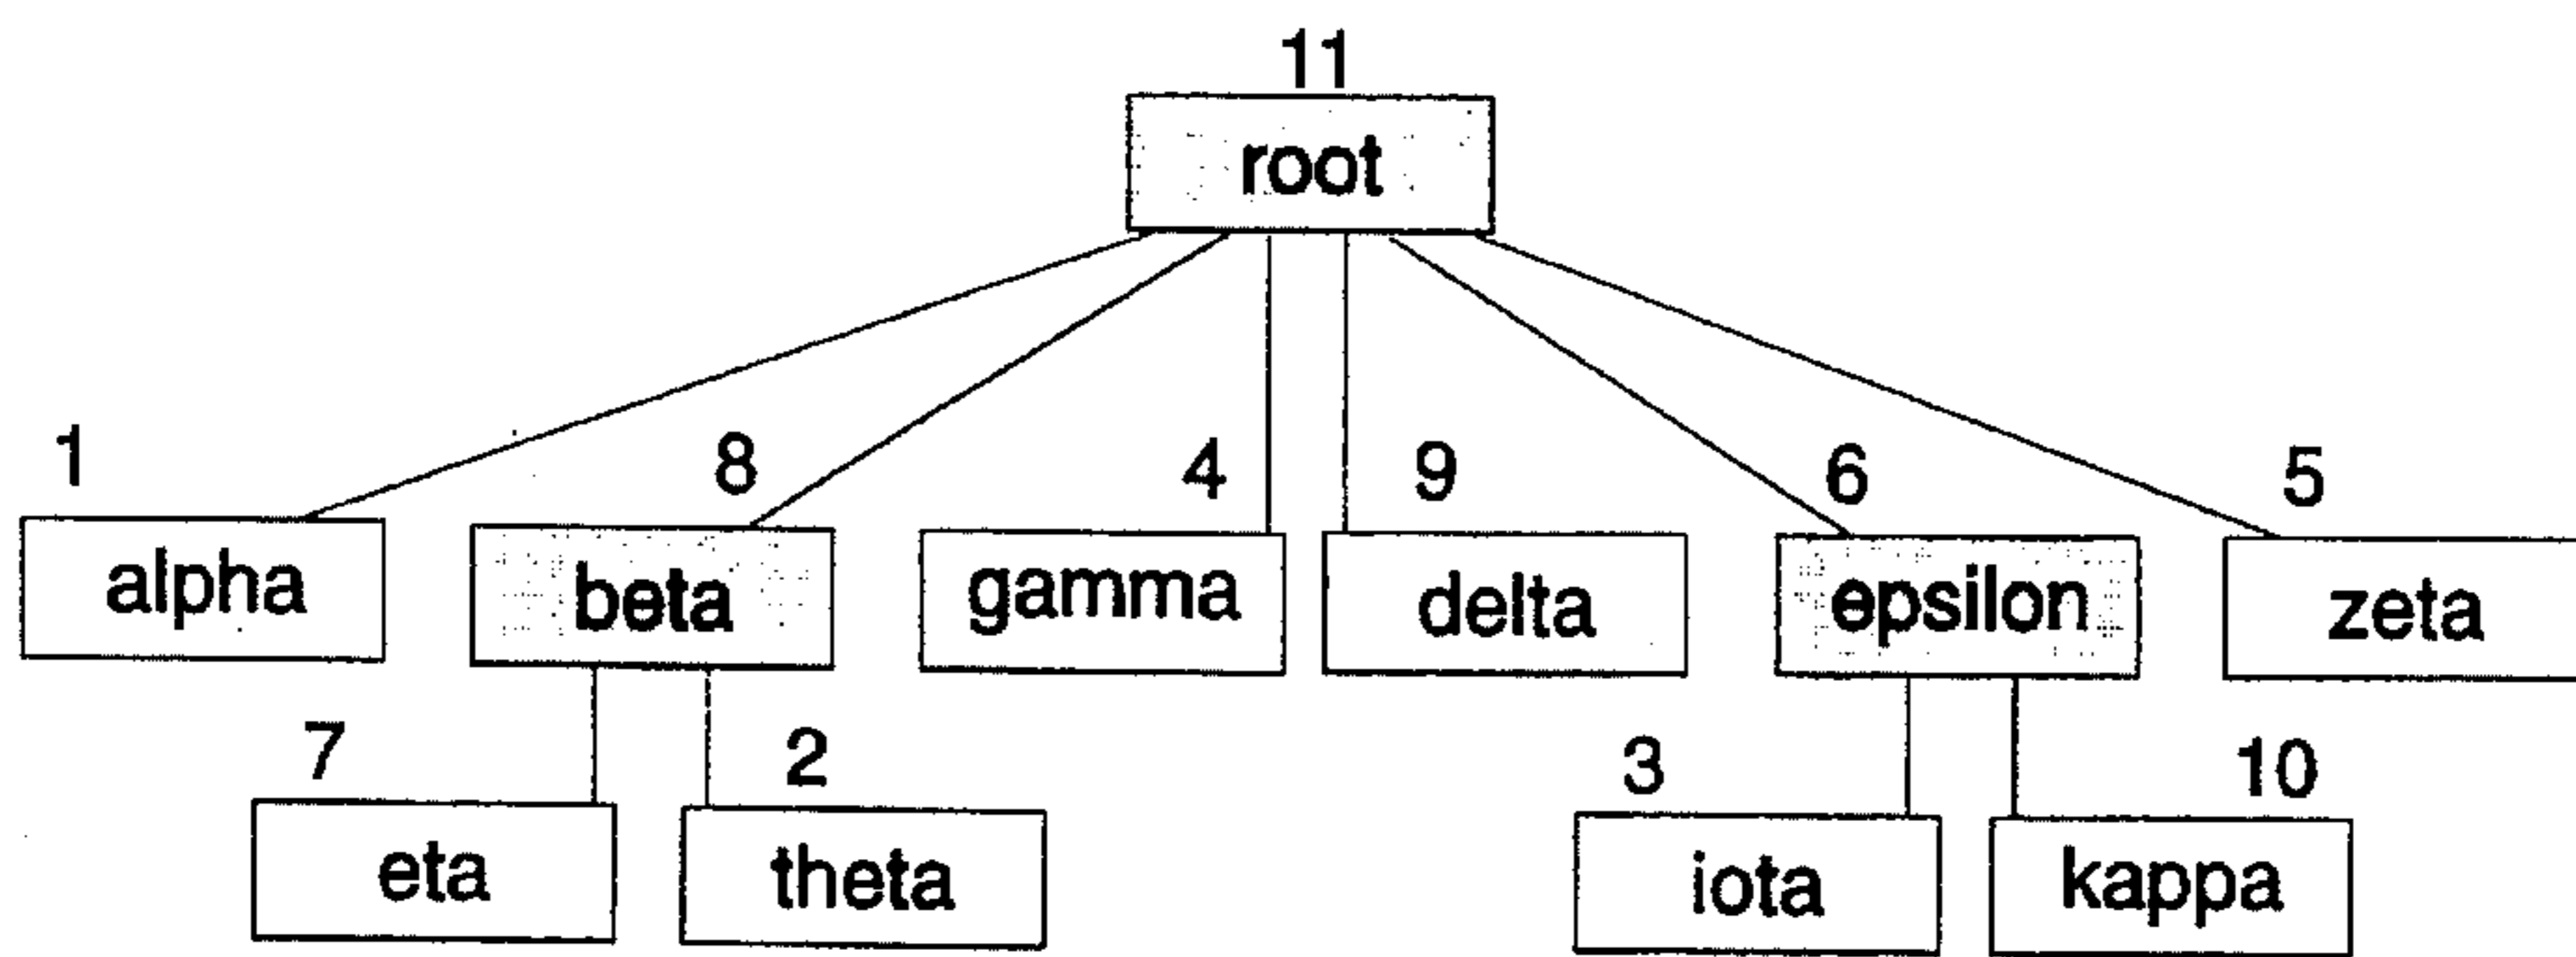 11
root
1 8 4 9 6 5
alpha beta gamma delta epsilon zeta
7 2 3 10
eta theta iota kappa